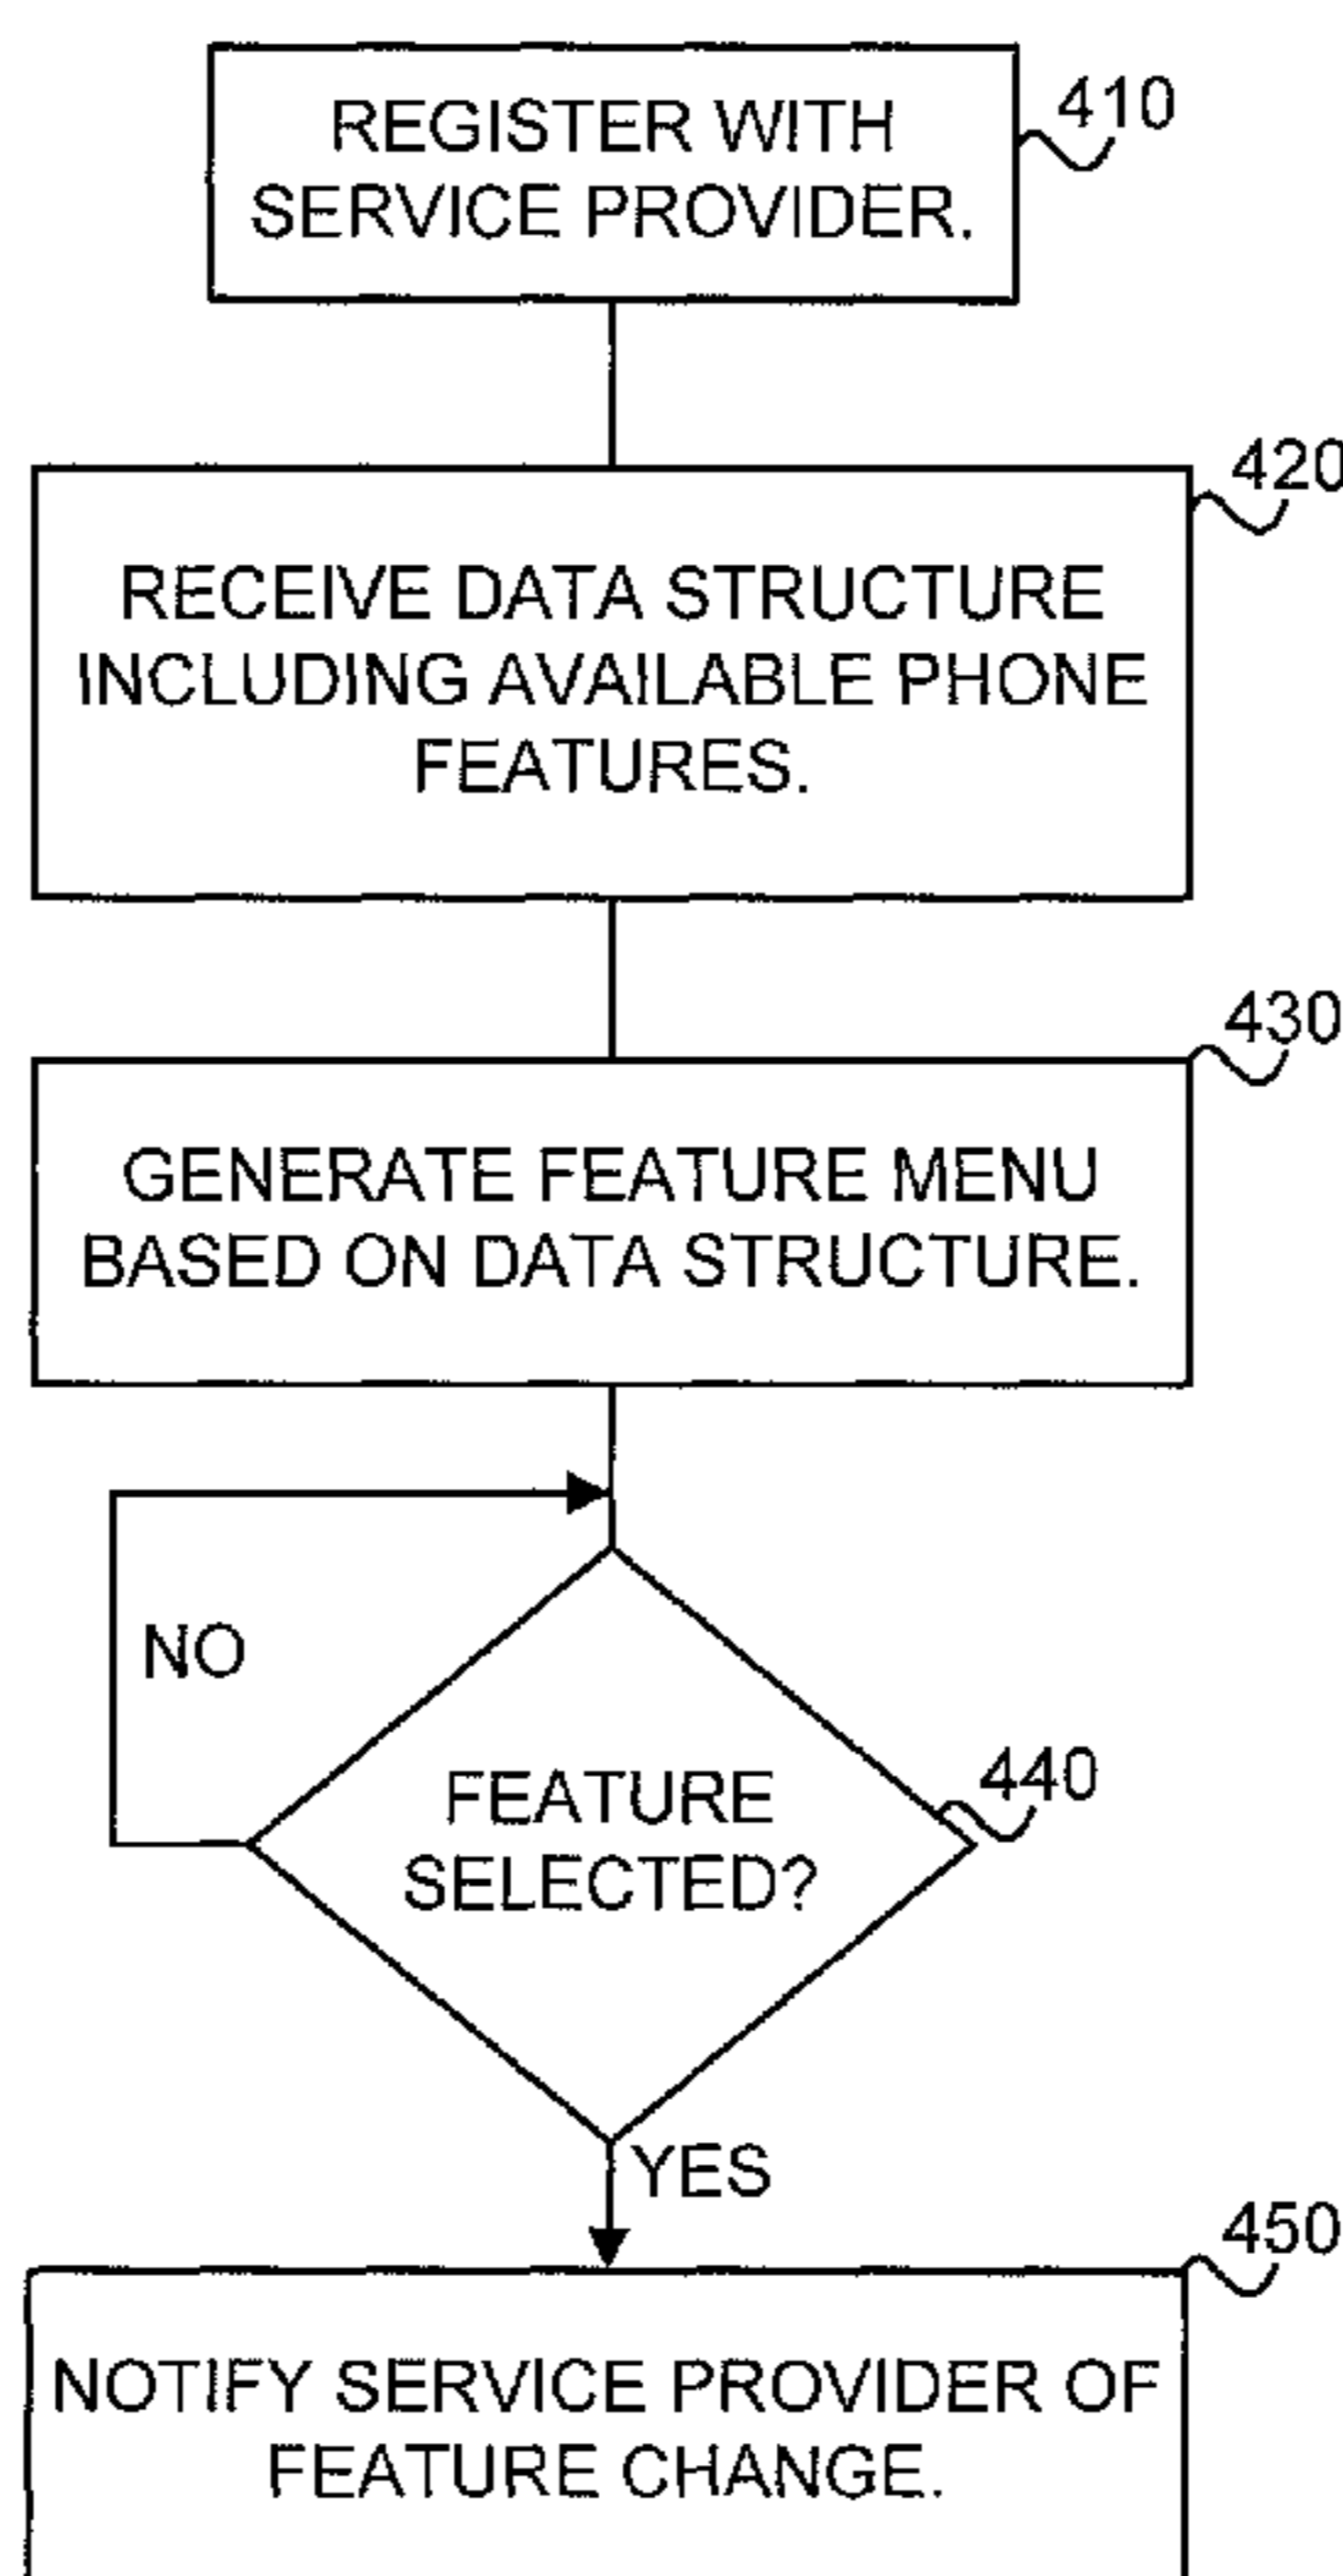 REGISTER WITH
SERVICE PROVIDER.
410
RECEIVE DATA STRUCTURE
INCLUDING AVAILABLE PHONE
FEATURES.
420
GENERATE FEATURE MENU
BASED ON DATA STRUCTURE.
430
NO
FEATURE
SELECTED?
440
YES
NOTIFY SERVICE PROVIDER OF
FEATURE CHANGE.
450